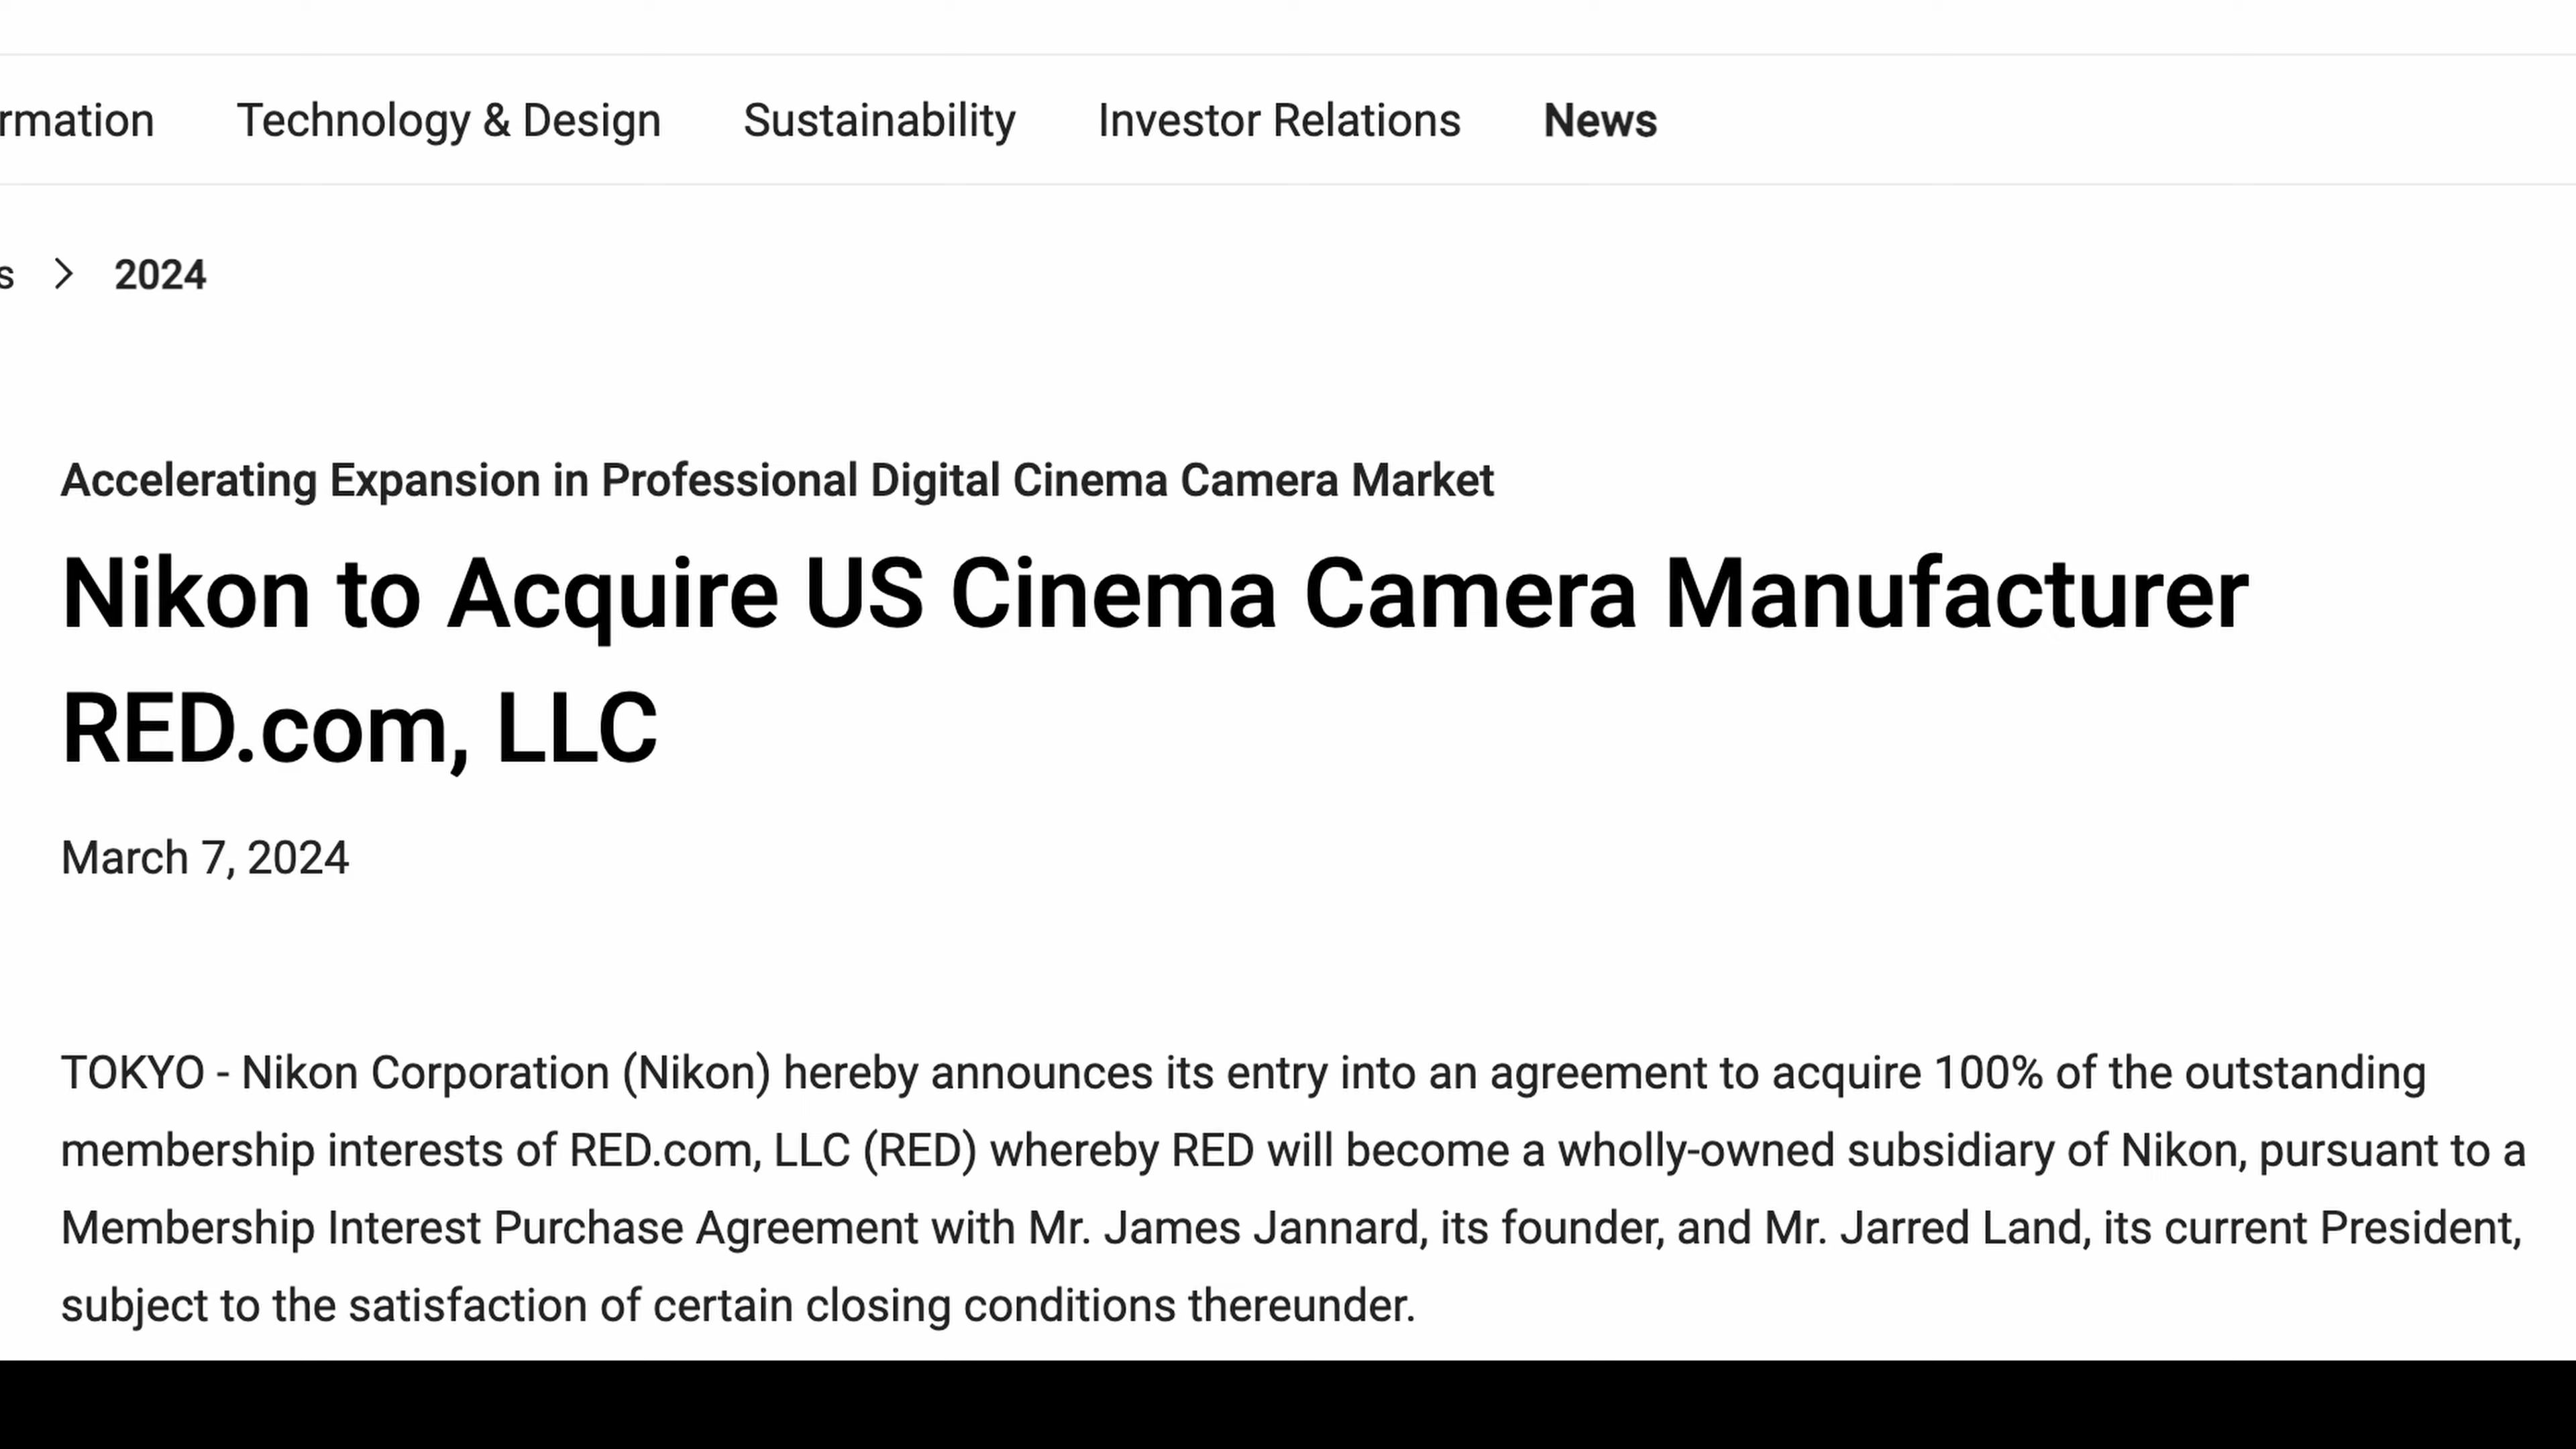 rmation Technology & Design Sustainability Investor Relations News
s > 2024
Accelerating Expansion in Professional Digital Cinema Camera Market
Nikon to Acquire US Cinema Camera Manufacturer
RED.com, LLC
March 7, 2024
TOKYO - Nikon Corporation (Nikon) hereby announces its entry into an agreement to acquire 100% of the outstanding
membership interests of RED.com, LLC (RED) whereby RED will become a wholly-owned subsidiary of Nikon, pursuant to a
Membership Interest Purchase Agreement with Mr. James Jannard, its founder, and Mr. Jarred Land, its current President,
subject to the satisfaction of certain closing conditions thereunder.